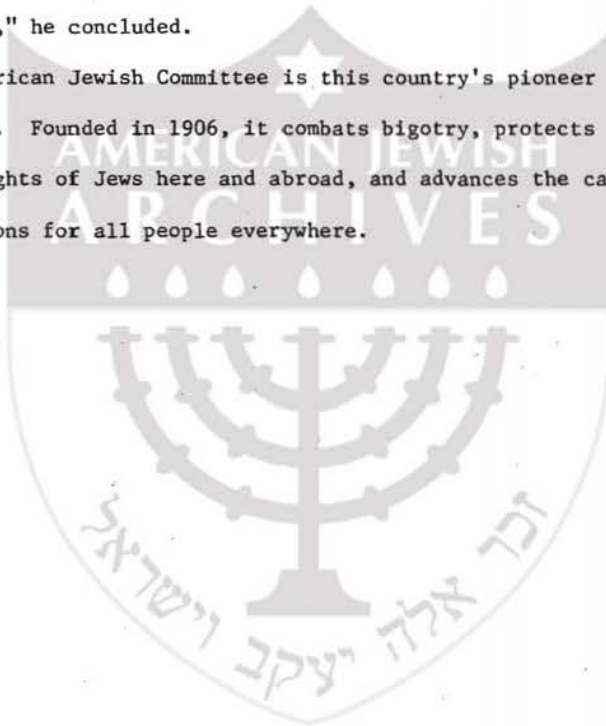 ," he concluded.
rican Jewish Committee is this country's pioneer
. Founded in 1906, it combats bigotry, protects
ghts of Jews here and abroad, and advances the ca
ons for all people everywhere.
AMERICAN JEWISH
ARCHIVES
זכר אלה יעקב וישראל